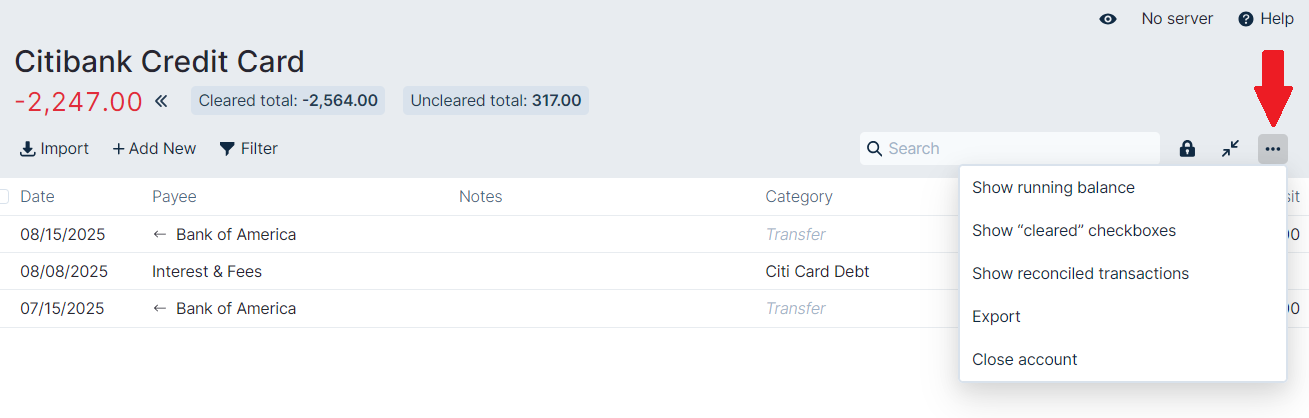 No server Help
Citibank Credit Card
-2,247.00 Cleared total: -2,564.00 Uncleared total: 317.00
Import + Add New Filter Search
Date Payee Notes Category
08/15/2025 ← Bank of America Transfer
08/08/2025 Interest & Fees Citi Card Debt
07/15/2025 ← Bank of America Transfer
Show running balance
Show “cleared” checkboxes
Show reconciled transactions
Export
Close account